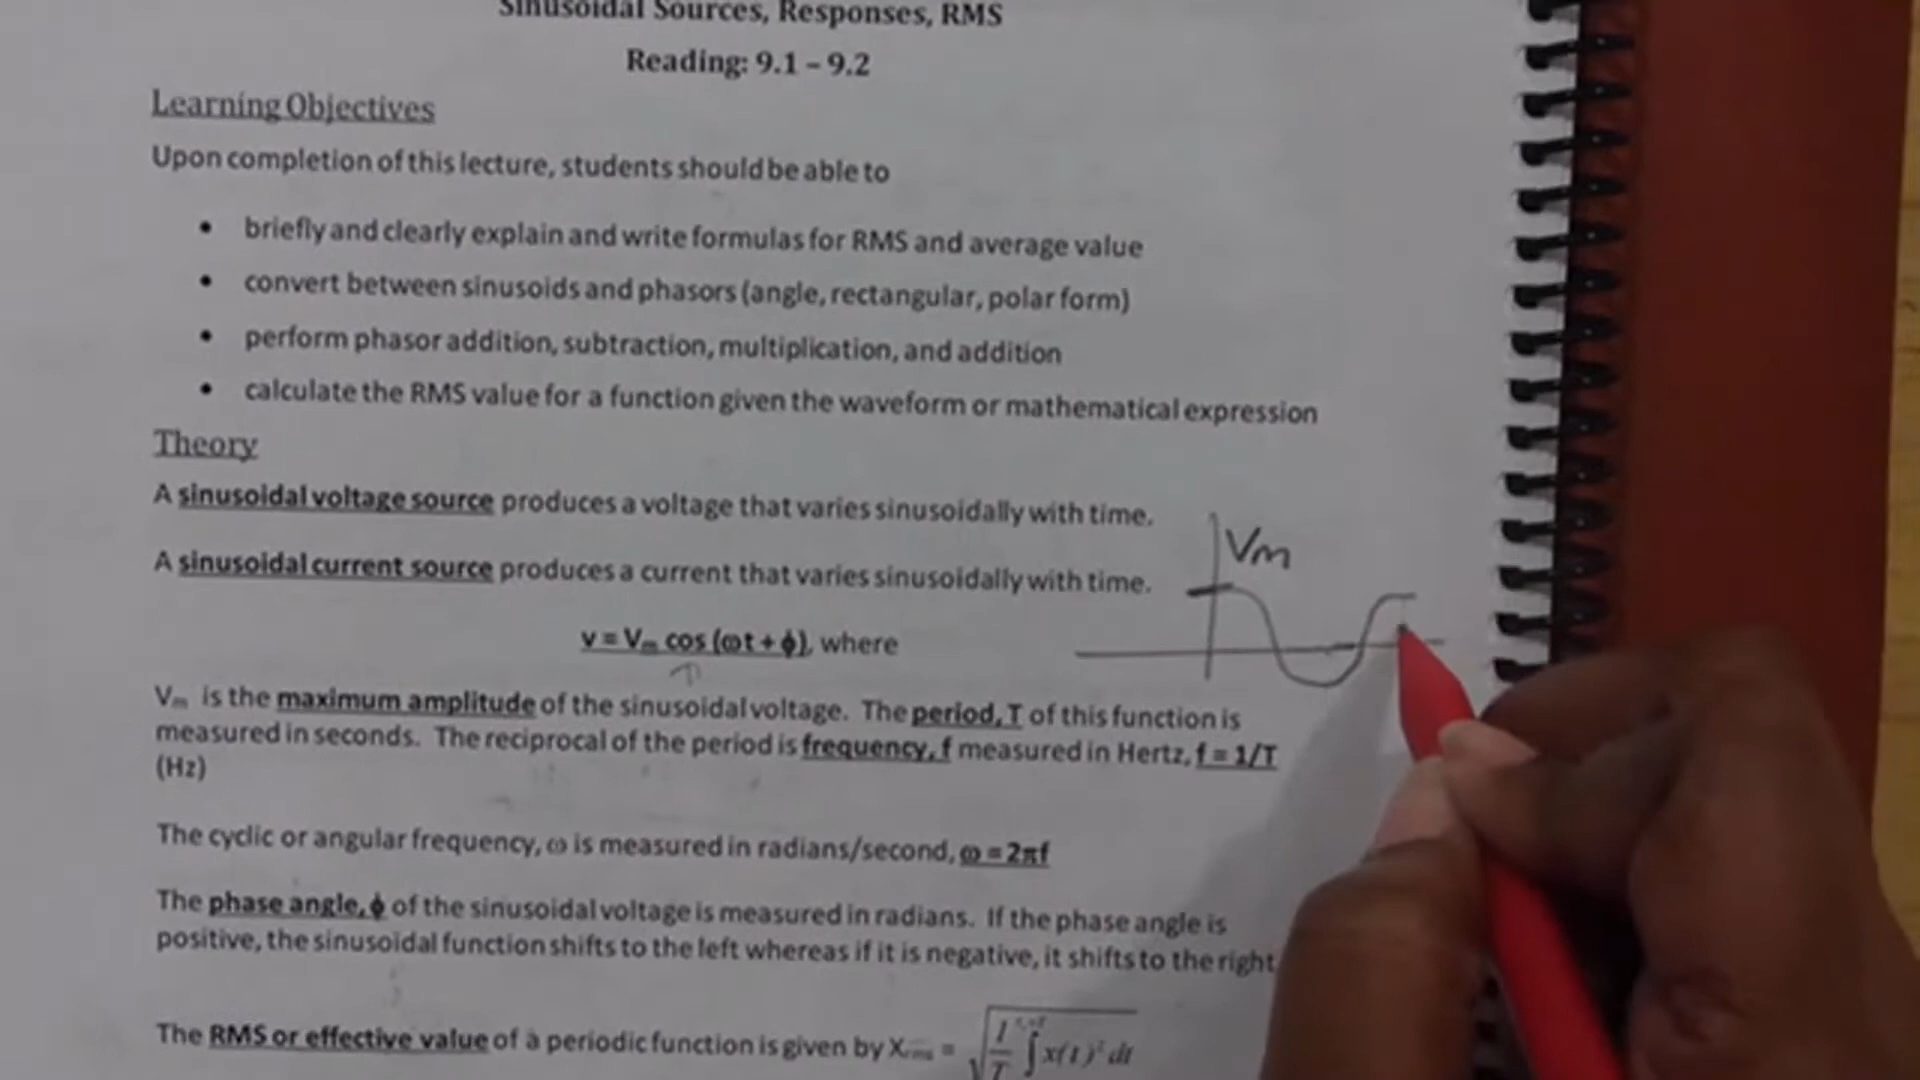 Sinusoidal Sources, Responses, RMS
Reading: 9.1 – 9.2
Learning Objectives
Upon completion of this lecture, students should be able to
• briefly and clearly explain and write formulas for RMS and average value
• convert between sinusoids and phasors (angle, rectangular, polar form)
• perform phasor addition, subtraction, multiplication, and addition
• calculate the RMS value for a function given the waveform or mathematical expression
Theory
A sinusoidal voltage source produces a voltage that varies sinusoidally with time.
Vm
A sinusoidal current source produces a current that varies sinusoidally with time.
v = Vm cos (ωt + ϕ), where
Vm is the maximum amplitude of the sinusoidal voltage. The period, T of this function is
measured in seconds. The reciprocal of the period is frequency, f measured in Hertz, f = 1/T
(Hz)
The cyclic or angular frequency, ω is measured in radians/second, ω = 2πf
The phase angle, ϕ of the sinusoidal voltage is measured in radians. If the phase angle is
positive, the sinusoidal function shifts to the left whereas if it is negative, it shifts to the right
The RMS or effective value of a periodic function is given by Xrms = √ 1/T ∫ x(t)² dt